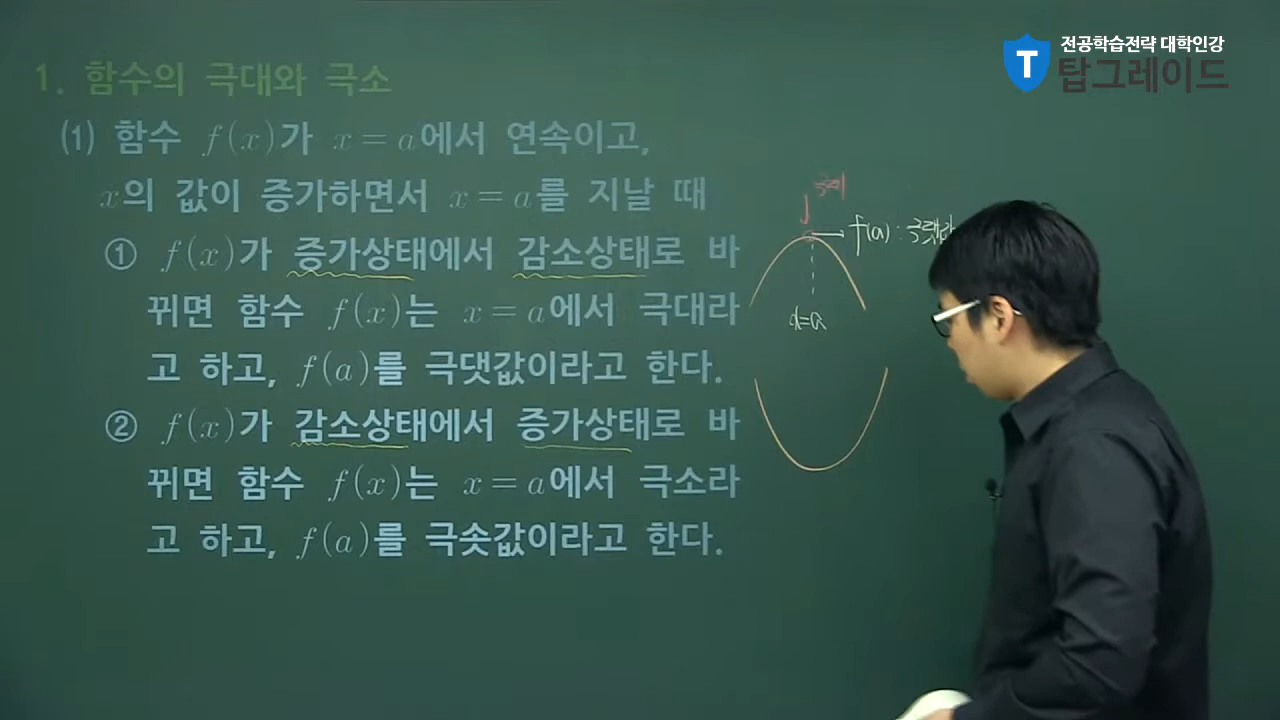 전공학습전략 대학인강
T 탑그레이드
1. 함수의 극대와 극소
(1) 함수 f(x)가 x = a에서 연속이고,
x의 값이 증가하면서 x = a를 지날 때
① f(x)가 증가상태에서 감소상태로 바
뀌면 함수 f(x)는 x = a에서 극대라
고 하고, f(a)를 극댓값이라고 한다.
② f(x)가 감소상태에서 증가상태로 바
뀌면 함수 f(x)는 x = a에서 극소라
고 하고, f(a)를 극솟값이라고 한다.
극대
f(a) : 극댓값
x=a